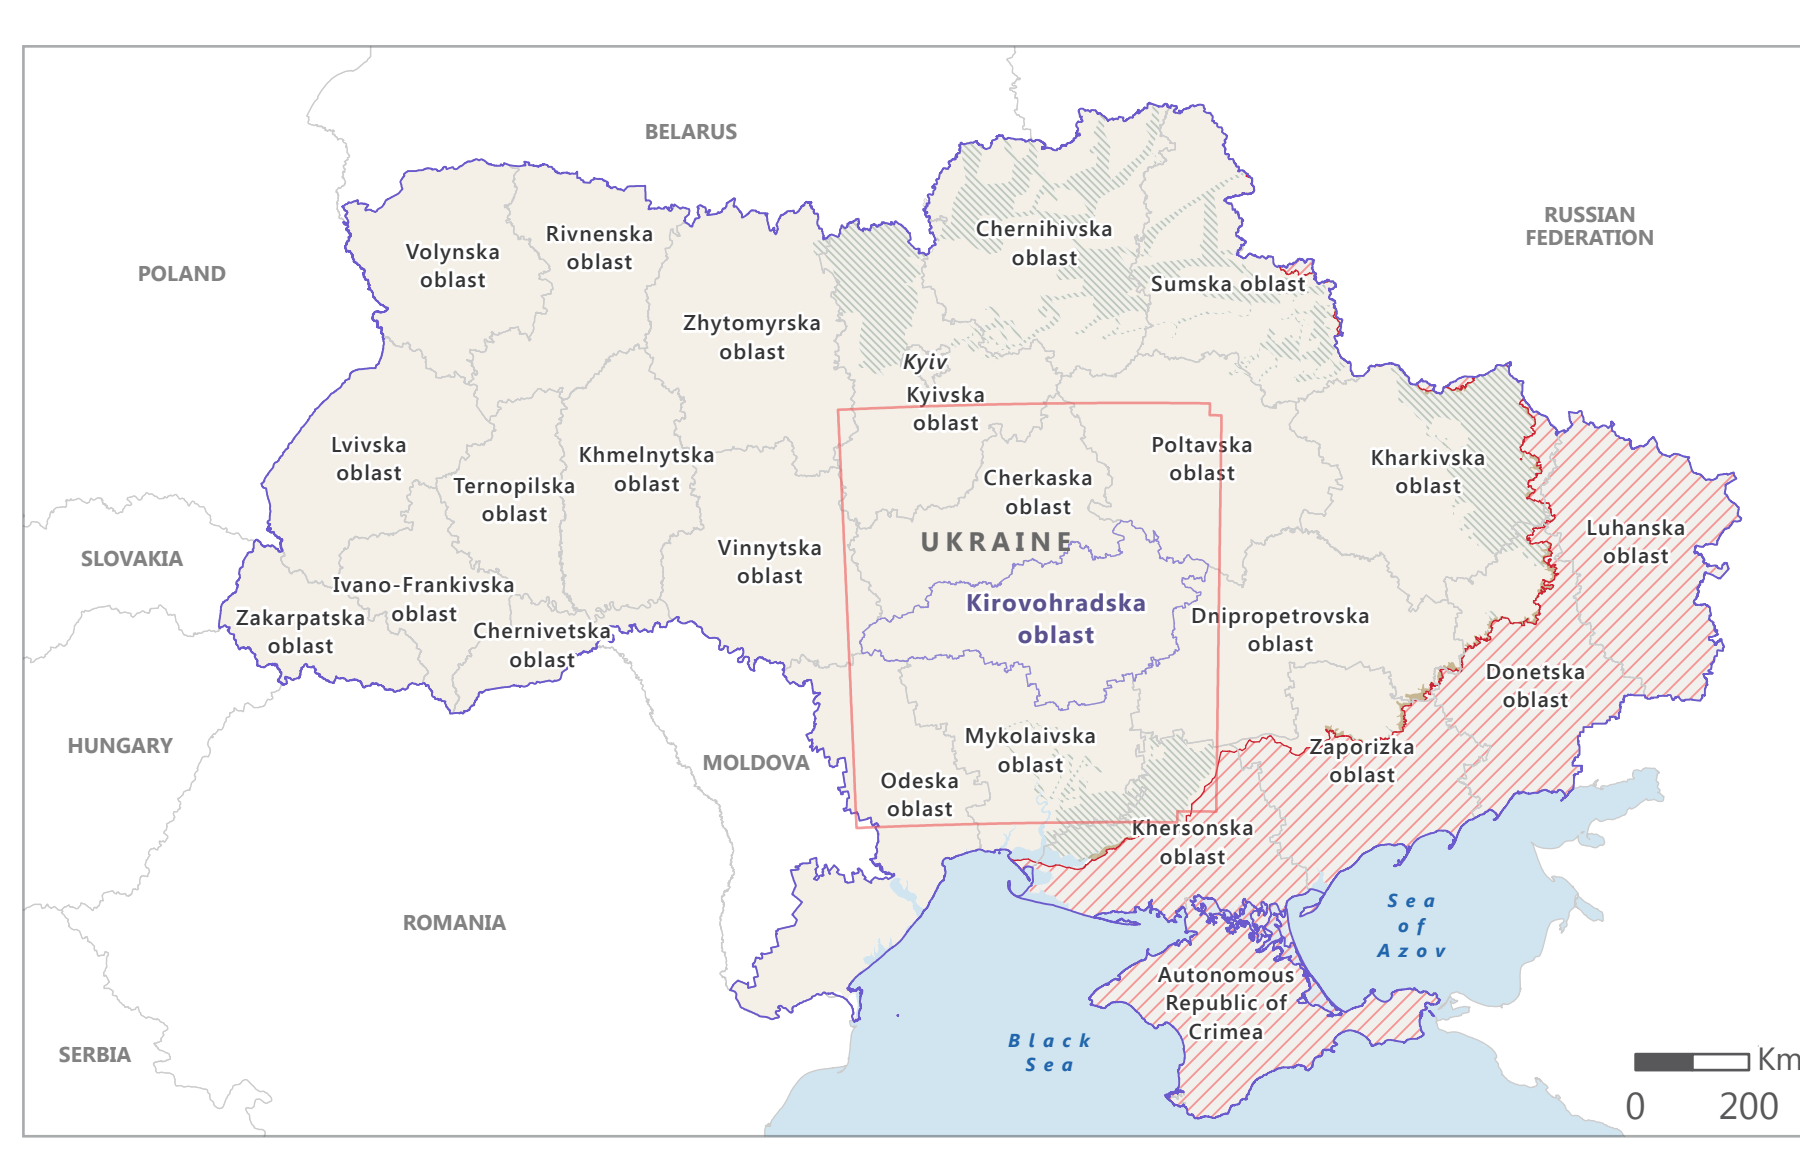 BELARUS
RUSSIAN
FEDERATION
POLAND
Volynska
oblast
Rivnenska
oblast
Chernihivska
oblast
Sumska oblast
Zhytomyrska
oblast
Kyiv
Kyivska
oblast
Lvivska
oblast
Ternopilska
oblast
Khmelnytska
oblast
Cherkaska
oblast
Poltavska
oblast
Kharkivska
oblast
Luhanska
oblast
SLOVAKIA
Vinnytska
oblast
UKRAINE
Ivano-Frankivska
oblast
Zakarpatska
oblast
Chernivetska
oblast
Kirovohradska
oblast
Dnipropetrovska
oblast
Donetska
oblast
HUNGARY
MOLDOVA
Mykolaivska
oblast
Odeska
oblast
Zaporizka
oblast
Khersonska
oblast
ROMANIA
Sea
of
Azov
Autonomous
Republic of
Crimea
Black
Sea
SERBIA
Km
0 200